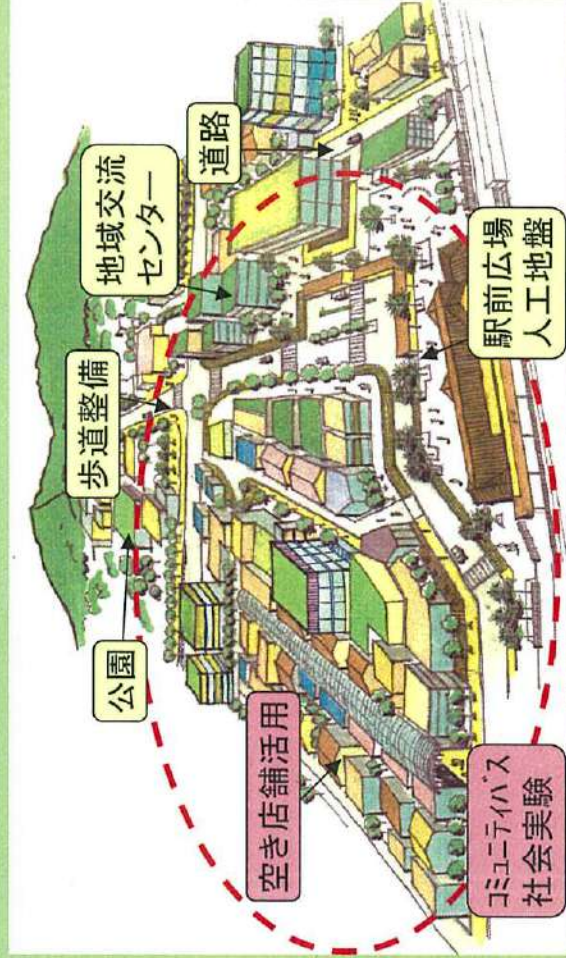 公園
歩道整備
地域交流
センター
道路
空き店舗活用
コミュニティバス
社会実験
駅前広場
人工地盤